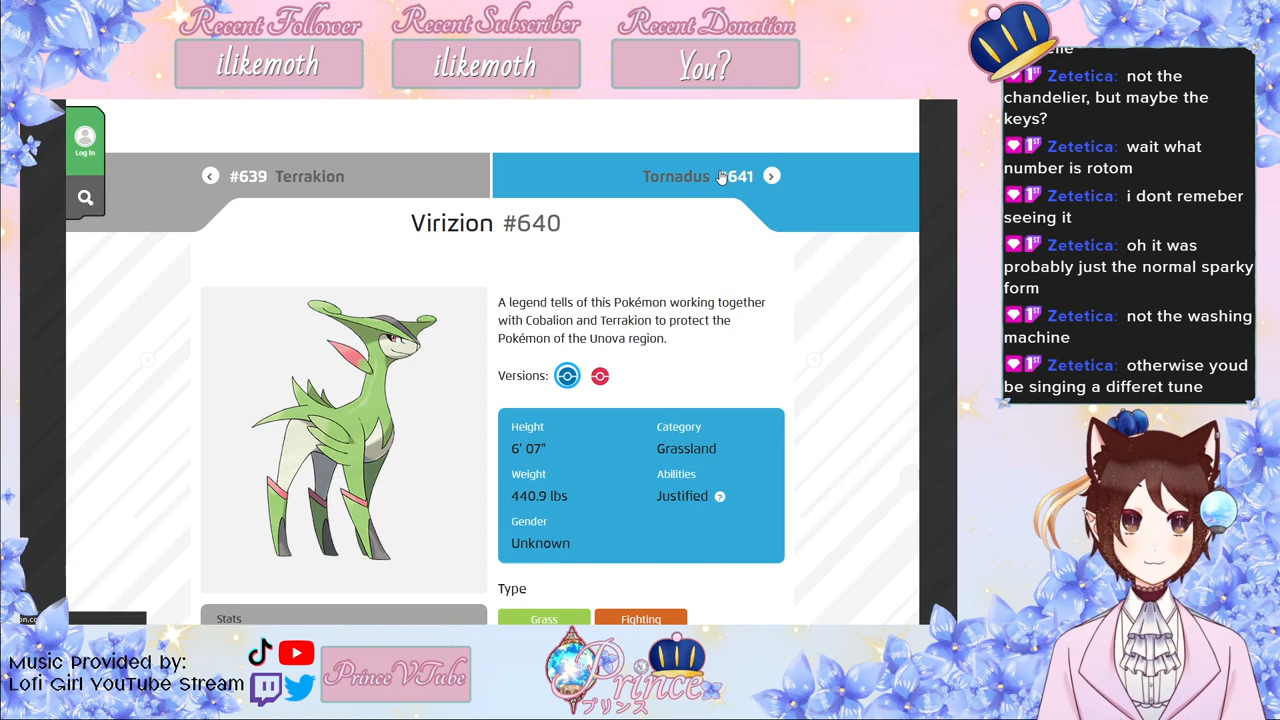 Recent Follower
ilikemoth
Recent Subscriber
ilikemoth
Recent Donation
You?
Log In
#639 Terrakion
Tornadus #641
Virizion #640
A legend tells of this Pokémon working together
with Cobalion and Terrakion to protect the
Pokémon of the Unova region.
Versions:
Height
6' 07"
Category
Grassland
Weight
440.9 lbs
Abilities
Justified ?
Gender
Unknown
Type
Grass
Fighting
Stats
Zetetica: not the
chandelier, but maybe the
keys?
Zetetica: wait what
number is rotom
Zetetica: i dont remeber
seeing it
Zetetica: oh it was
probably just the normal sparky
form
Zetetica: not the washing
machine
Zetetica: otherwise youd
be singing a differet tune
Music Provided by:
Lofi Girl YouTube Stream
Prince VTube
Prince
プリンス